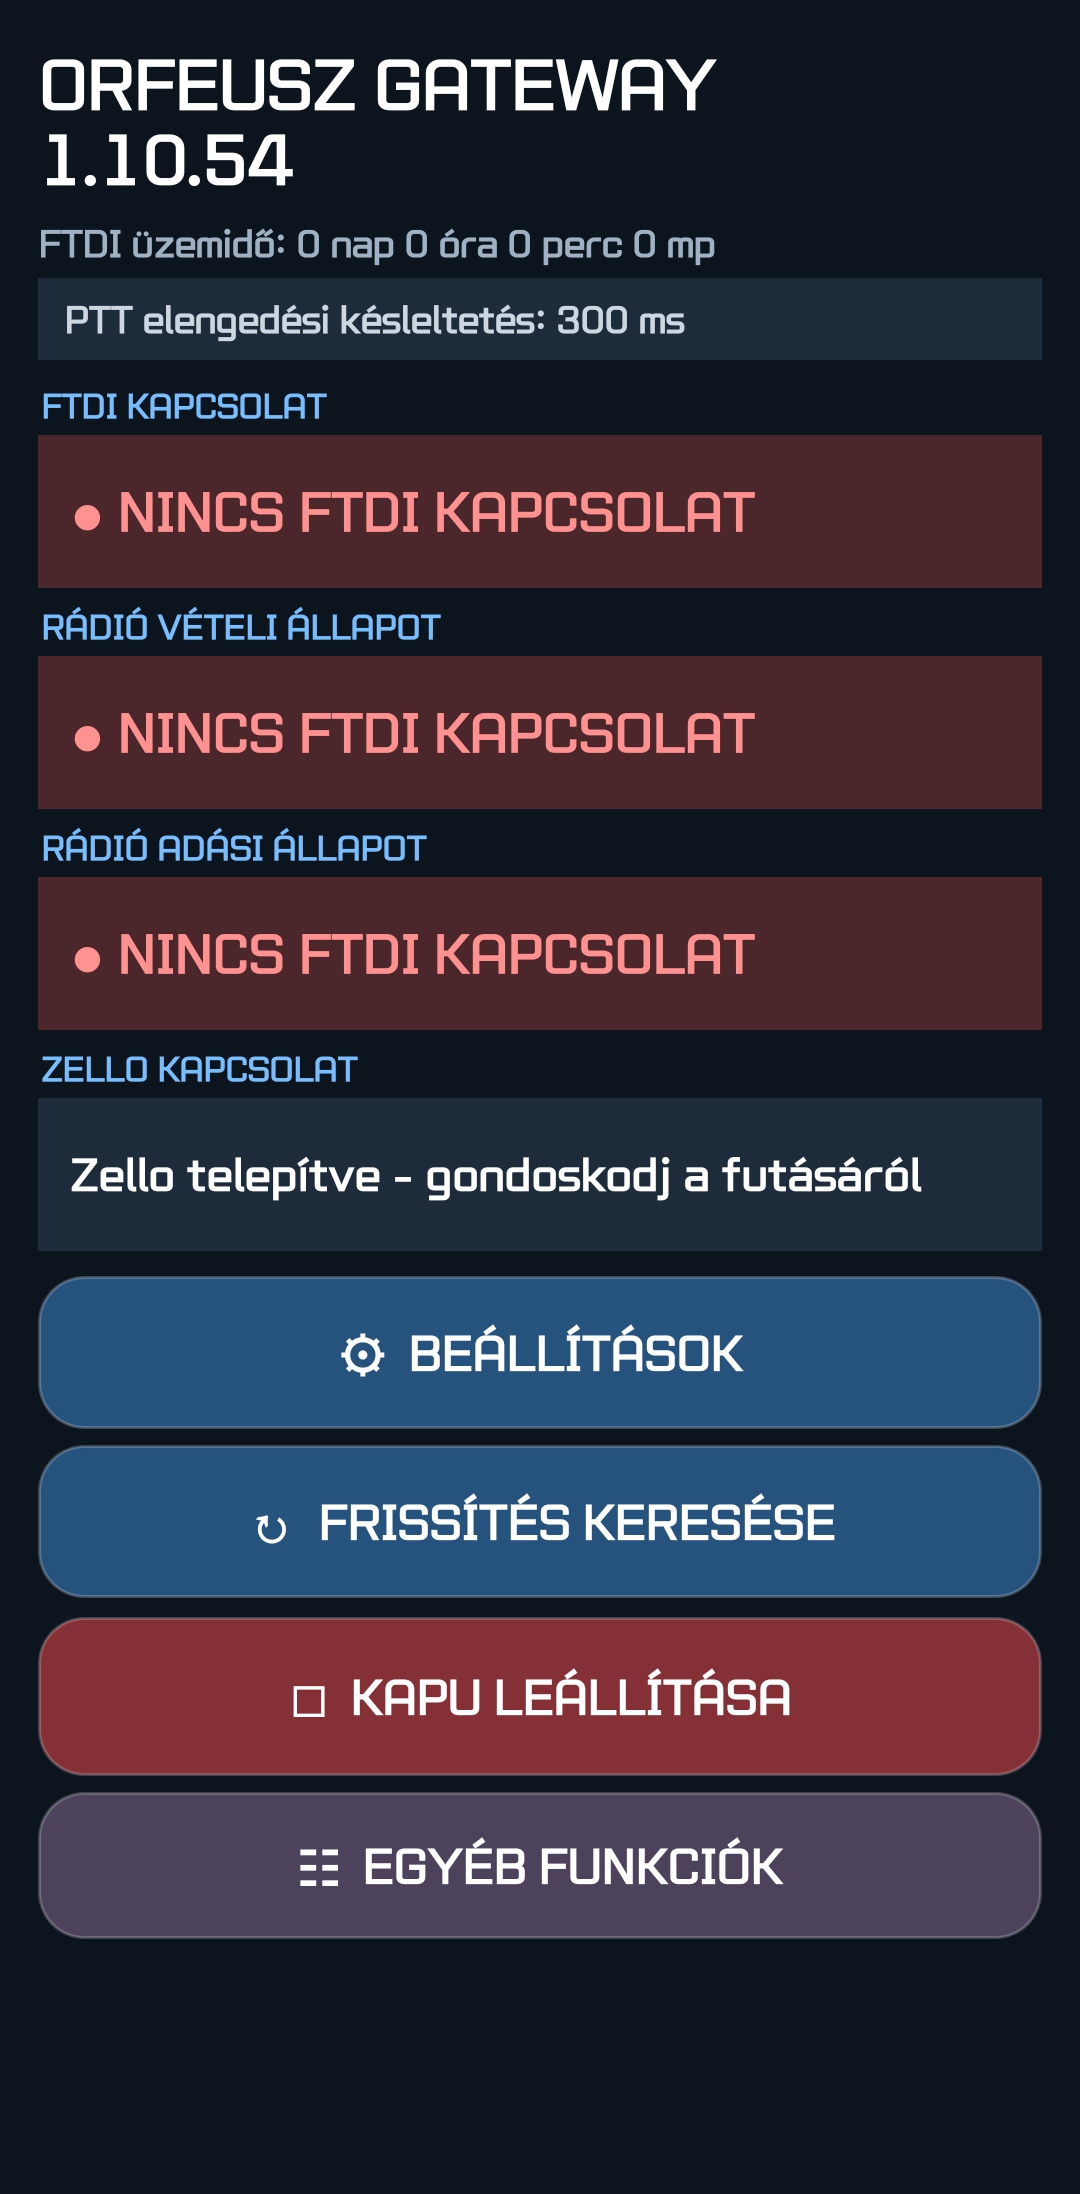 ORFEUSZ GATEWAY
1.10.54
FTDI üzemidő: 0 nap 0 óra 0 perc 0 mp
PTT elengedési késleltetés: 300 ms
FTDI KAPCSOLAT
● NINCS FTDI KAPCSOLAT
RÁDIÓ VÉTELI ÁLLAPOT
● NINCS FTDI KAPCSOLAT
RÁDIÓ ADÁSI ÁLLAPOT
● NINCS FTDI KAPCSOLAT
ZELLO KAPCSOLAT
Zello telepítve - gondoskodj a futásáról
⚙ BEÁLLÍTÁSOK
↻ FRISSÍTÉS KERESÉSE
□ KAPU LEÁLLÍTÁSA
☷ EGYÉB FUNKCIÓK